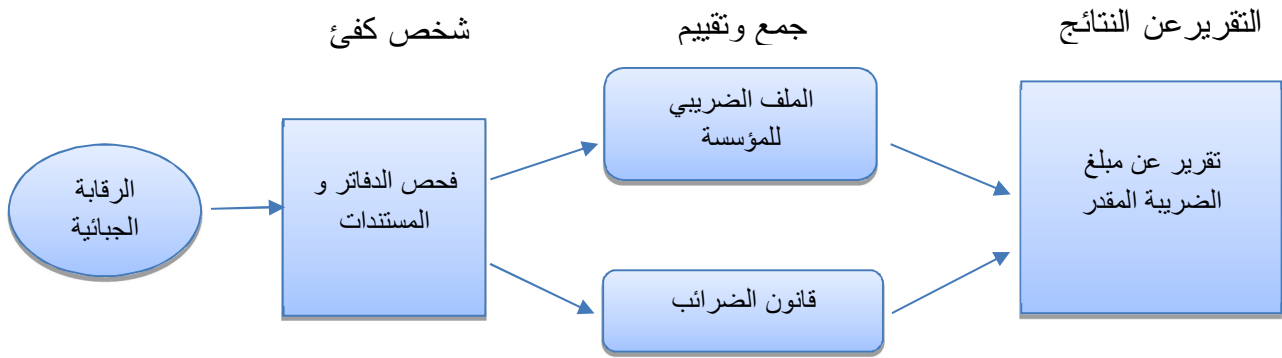 شخص كفئ
جمع وتقييم
التقريرعن النتائج
الرقابة
الجبائية
فحص الدفاتر و
المستندات
الملف الضريبي
للمؤسسة
قانون الضرائب
تقرير عن مبلغ
الضريبة المقدر